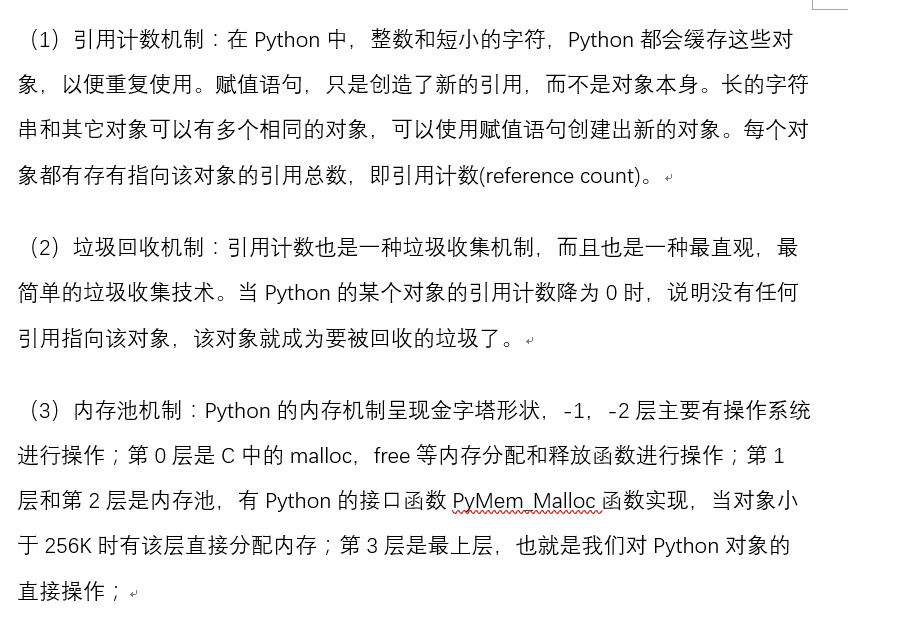 （1）引用计数机制：在 Python 中，整数和短小的字符，Python 都会缓存这些对
象，以便重复使用。赋值语句，只是创造了新的引用，而不是对象本身。长的字符
串和其它对象可以有多个相同的对象，可以使用赋值语句创建出新的对象。每个对
象都有存有指向该对象的引用总数，即引用计数(reference count)。
（2）垃圾回收机制：引用计数也是一种垃圾收集机制，而且也是一种最直观，最
简单的垃圾收集技术。当 Python 的某个对象的引用计数降为 0 时，说明没有任何
引用指向该对象，该对象就成为要被回收的垃圾了。
（3）内存池机制：Python 的内存机制呈现金字塔形状，-1，-2 层主要有操作系统
进行操作；第 0 层是 C 中的 malloc，free 等内存分配和释放函数进行操作；第 1
层和第 2 层是内存池，有 Python 的接口函数 PyMem_Malloc 函数实现，当对象小
于 256K 时有该层直接分配内存；第 3 层是最上层，也就是我们对 Python 对象的
直接操作；